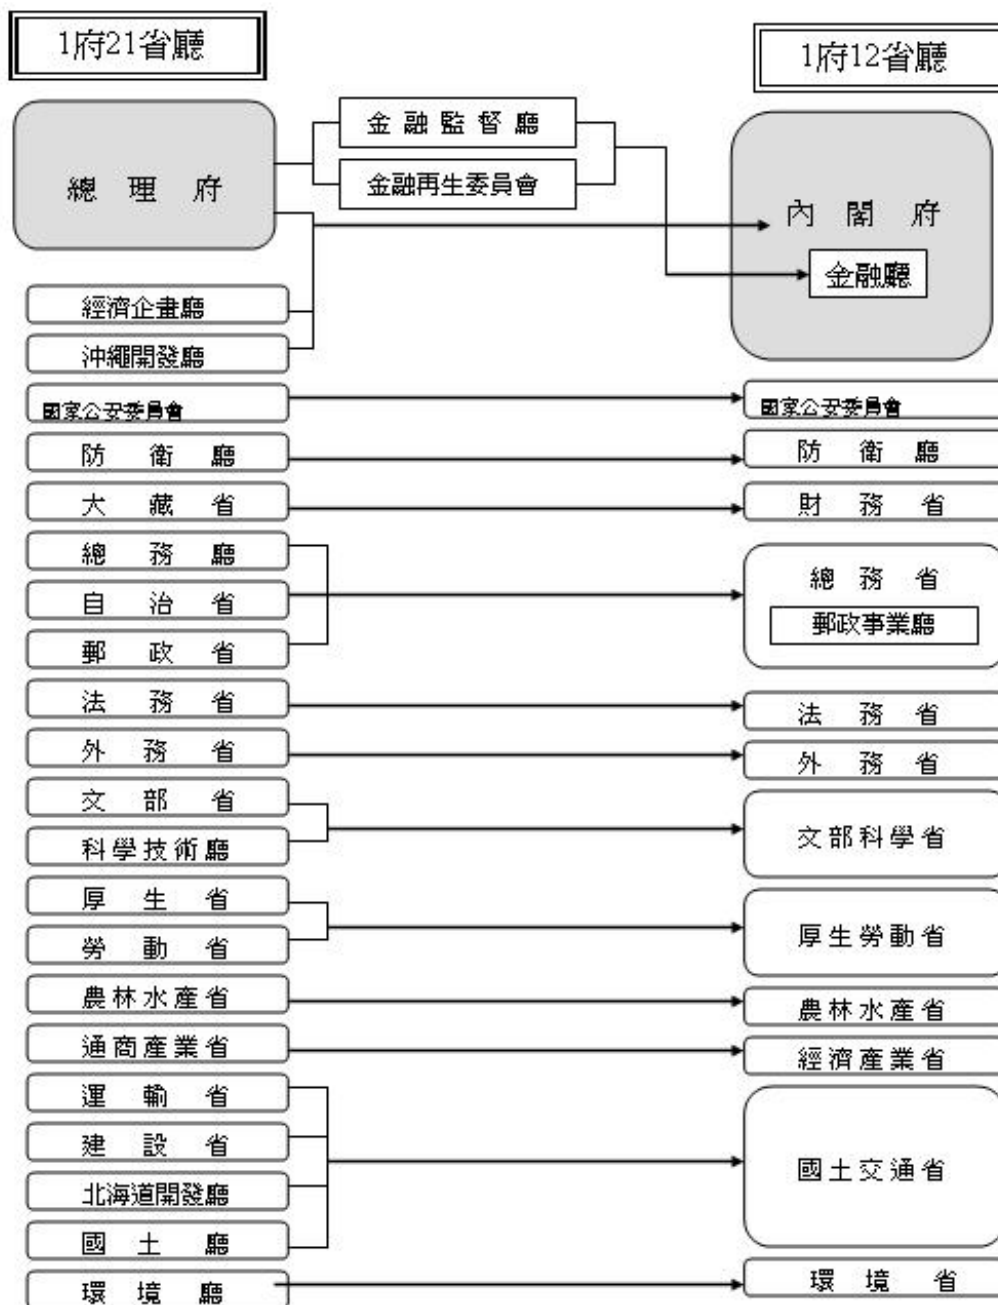 1府21省廳
1府12省廳
總理府
金融監督廳
金融再生委員會
內閣府
金融廳
經濟企畫廳
沖繩開發廳
國家公安委員會
國家公安委員會
防衛廳
防衛廳
大藏省
財務省
總務廳
自治省
郵政省
總務省
郵政事業廳
法務省
法務省
外務省
外務省
文部省
科學技術廳
文部科學省
厚生省
勞動省
厚生勞動省
農林水產省
農林水產省
通商產業省
經濟產業省
運輸省
建設省
北海道開發廳
國土廳
國土交通省
環境廳
環境省